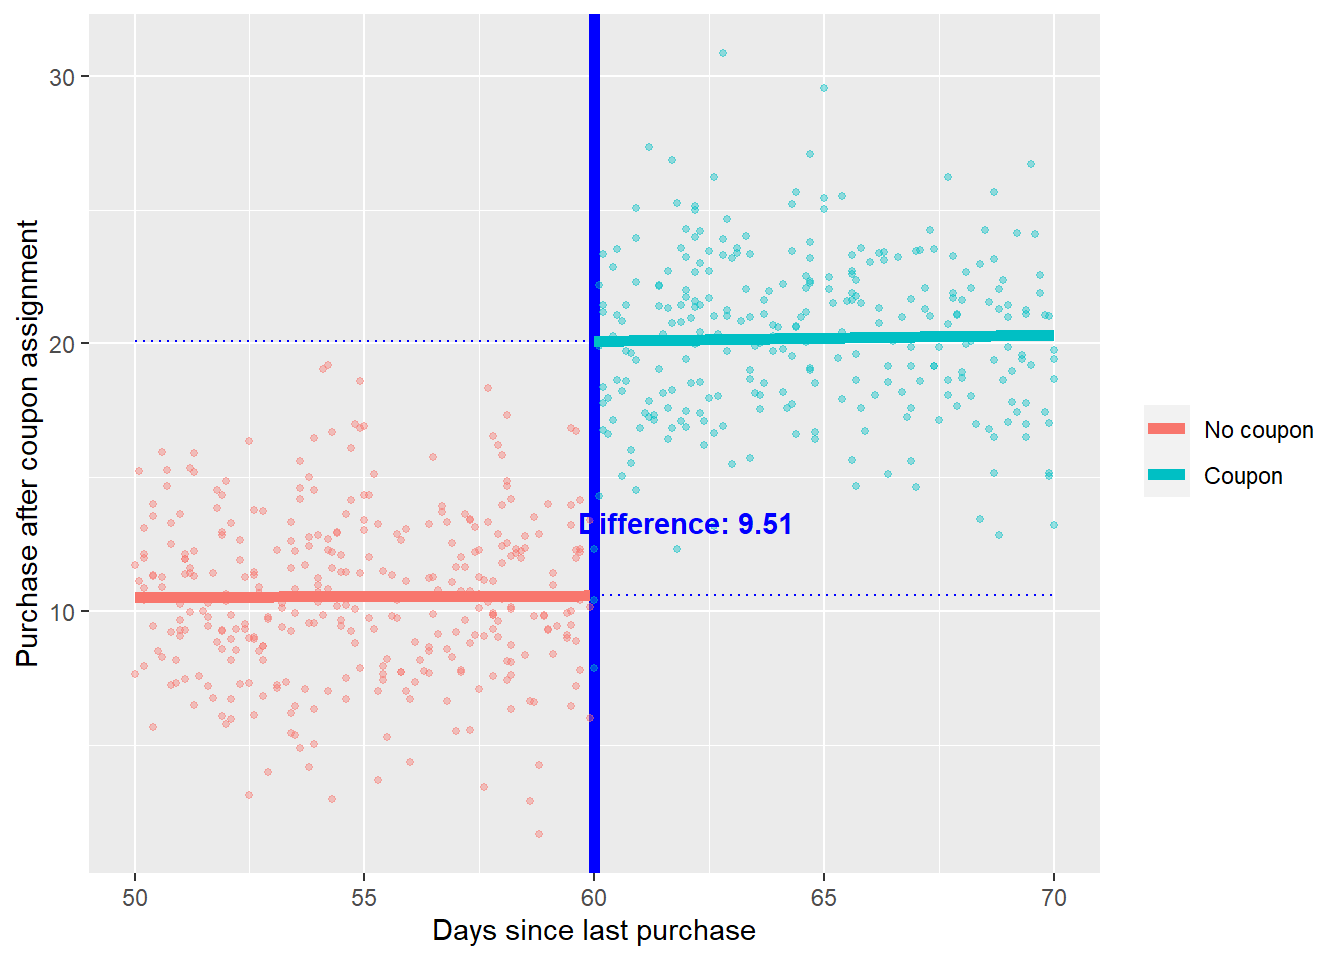 30
20
10
50
55
60
65
70
Purchase after coupon assignment
Days since last purchase
Difference: 9.51
No coupon
Coupon